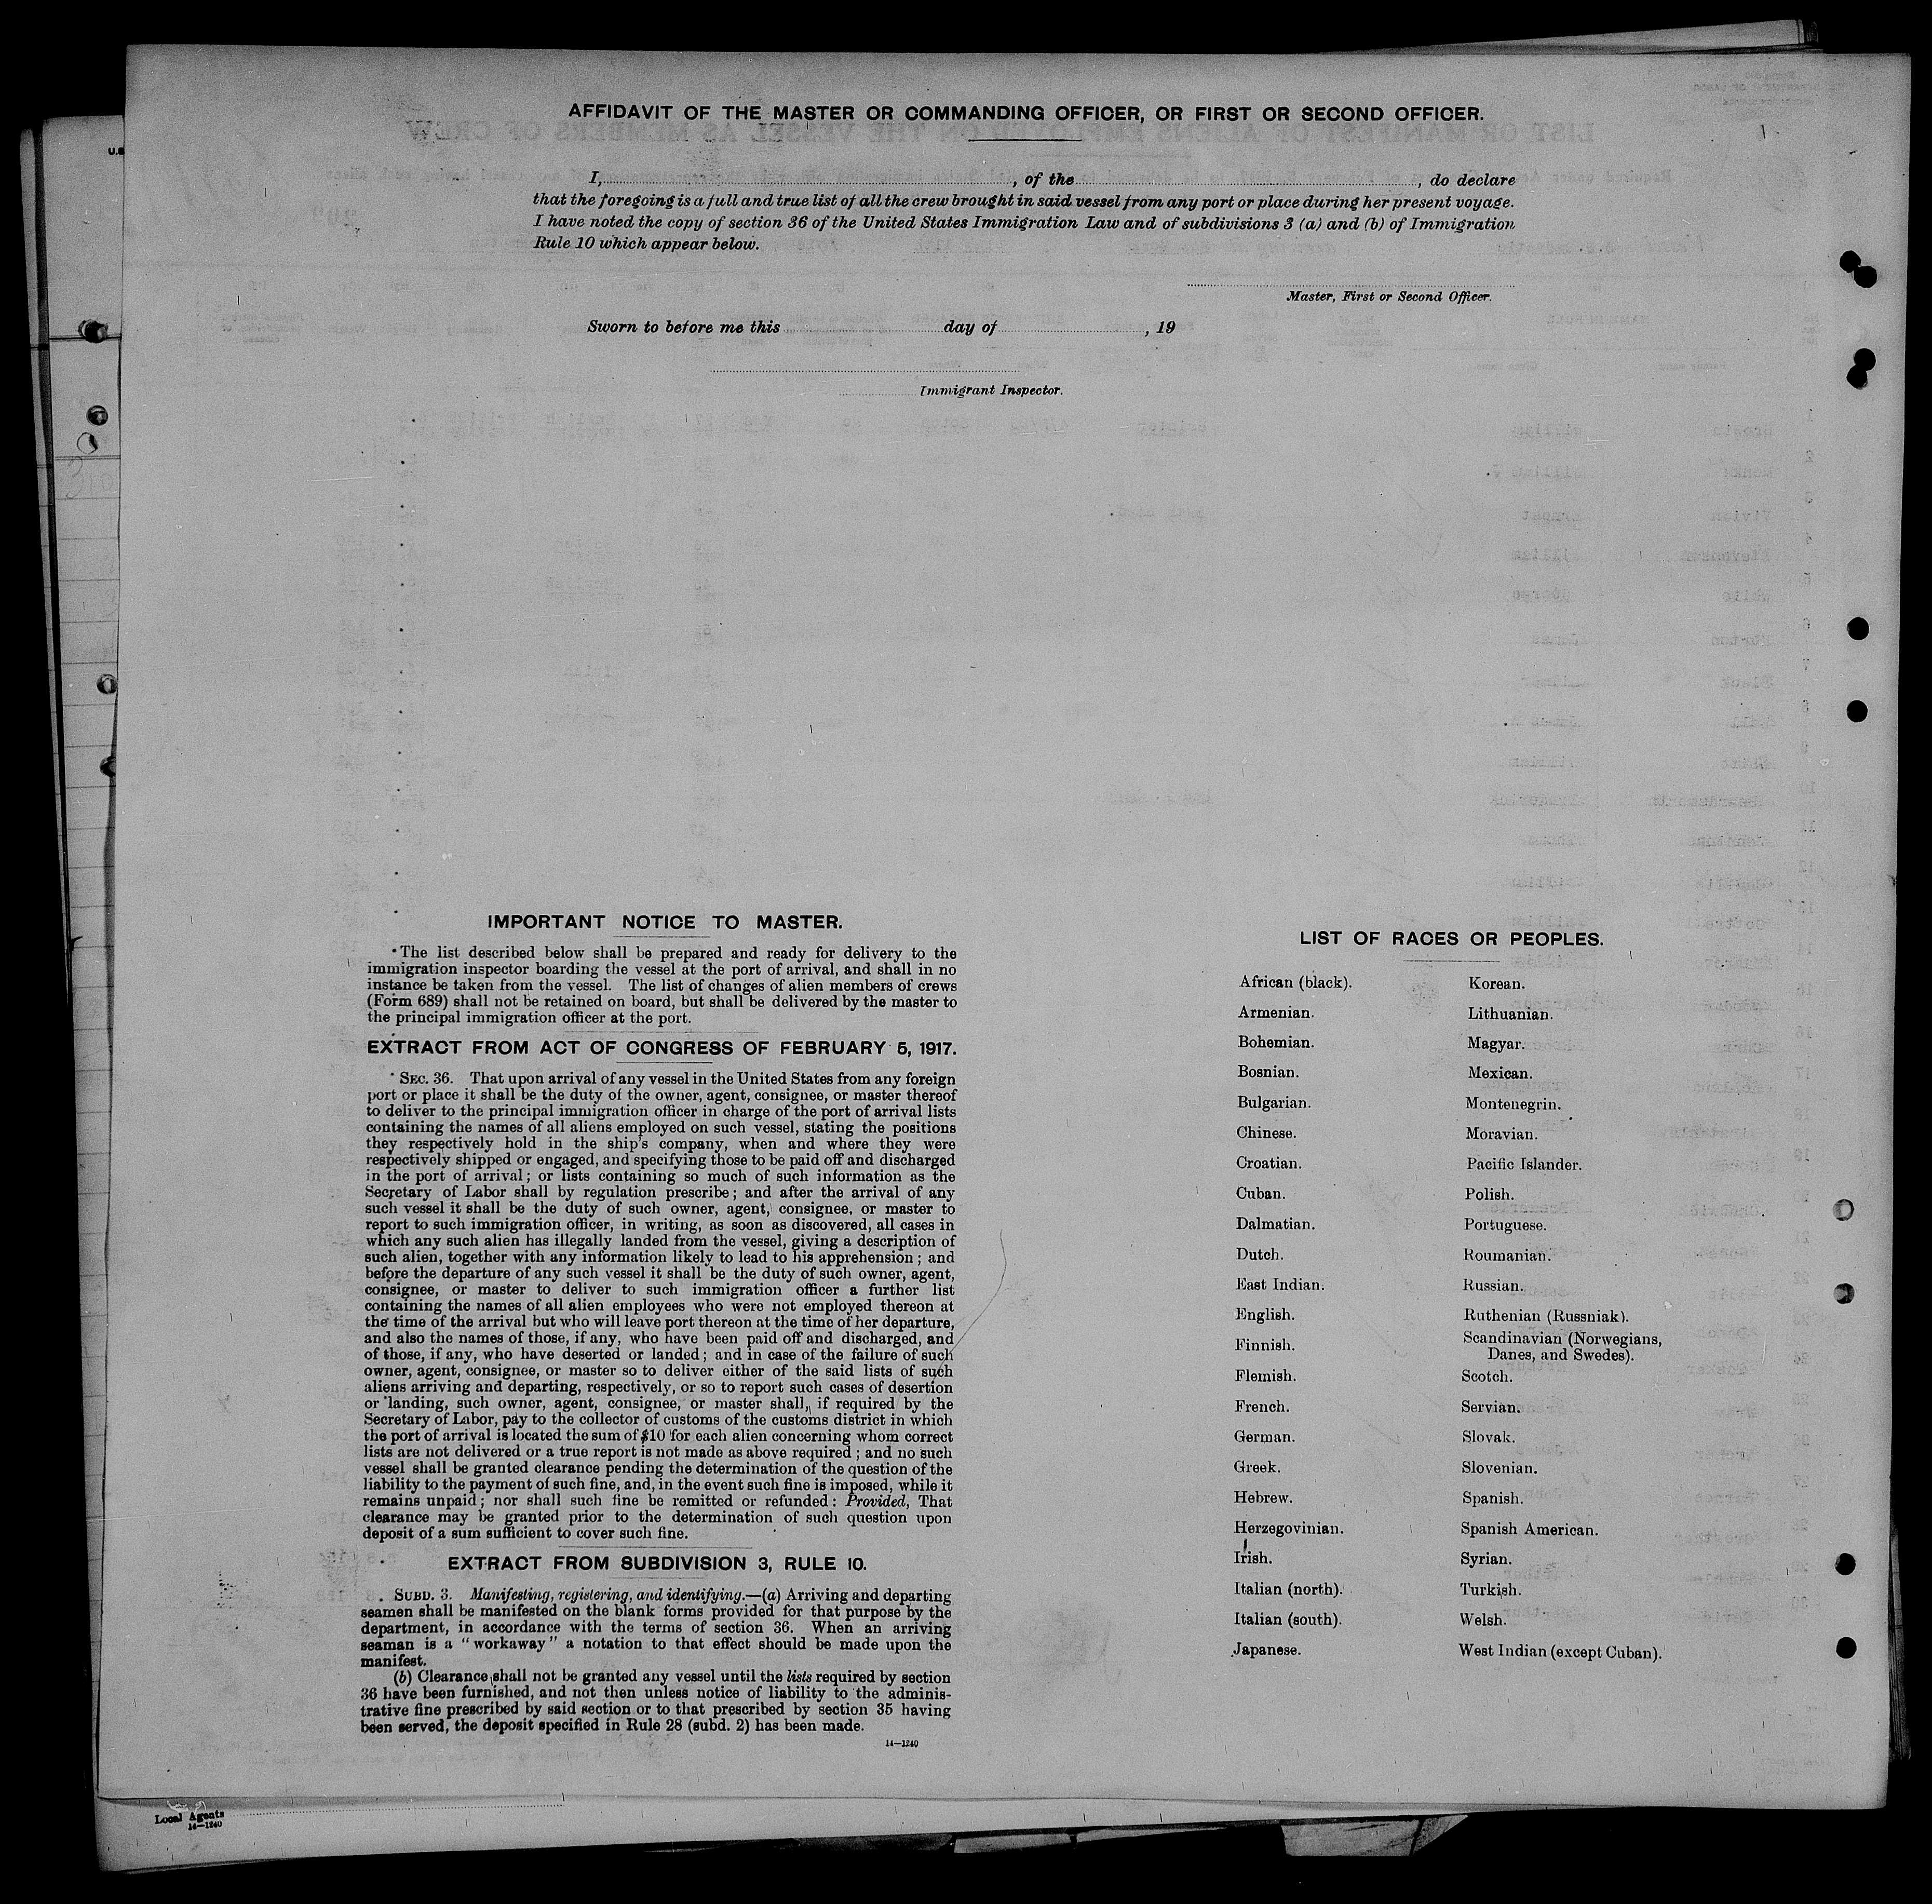 AFFIDAVIT OF THE MASTER OR COMMANDING OFFICER, OR FIRST OR SECOND OFFICER.
I, , of the , do declare
that the foregoing is a full and true list of all the crew brought in said vessel from any port or place during her present voyage.
I have noted the copy of section 36 of the United States Immigration Law and of subdivisions 3 (a) and (b) of Immigration
Rule 10 which appear below.
Master, First or Second Officer.
Sworn to before me this day of , 19
Immigrant Inspector.
IMPORTANT NOTICE TO MASTER.
The list described below shall be prepared and ready for delivery to the
immigration inspector boarding the vessel at the port of arrival, and shall in no
instance be taken from the vessel. The list of changes of alien members of crews
(Form 689) shall not be retained on board, but shall be delivered by the master to
the principal immigration officer at the port.
EXTRACT FROM ACT OF CONGRESS OF FEBRUARY 5, 1917.
SEC. 36. That upon arrival of any vessel in the United States from any foreign
port or place it shall be the duty of the owner, agent, consignee, or master thereof
to deliver to the principal immigration officer in charge of the port of arrival lists
containing the names of all aliens employed on such vessel, stating the positions
they respectively hold in the ship's company, when and where they were
respectively shipped or engaged, and specifying those to be paid off and discharged
in the port of arrival; or lists containing so much of such information as the
Secretary of Labor shall by regulation prescribe; and after the arrival of any
such vessel it shall be the duty of such owner, agent, consignee, or master to
report to such immigration officer, in writing, as soon as discovered, all cases in
which any such alien has illegally landed from the vessel, giving a description of
such alien, together with any information likely to lead to his apprehension; and
before the departure of any such vessel it shall be the duty of such owner, agent,
consignee, or master to deliver to such immigration officer a further list
containing the names of all alien employees who were not employed thereon at
the time of the arrival but who will leave port thereon at the time of her departure,
and also the names of those, if any, who have been paid off and discharged, and
of those, if any, who have deserted or landed; and in case of the failure of such
owner, agent, consignee, or master so to deliver either of the said lists of such
aliens arriving and departing, respectively, or so to report such cases of desertion
or landing, such owner, agent, consignee, or master shall, if required by the
Secretary of Labor, pay to the collector of customs of the customs district in which
the port of arrival is located the sum of $10 for each alien concerning whom correct
lists are not delivered or a true report is not made as above required; and no such
vessel shall be granted clearance pending the determination of the question of the
liability to the payment of such fine, and, in the event such fine is imposed, while it
remains unpaid; nor shall such fine be remitted or refunded: Provided, That
clearance may be granted prior to the determination of such question upon
deposit of a sum sufficient to cover such fine.
EXTRACT FROM SUBDIVISION 3, RULE 10.
SUBD. 3. Manifesting, registering, and identifying.—(a) Arriving and departing
seamen shall be manifested on the blank forms provided for that purpose by the
department, in accordance with the terms of section 36. When an arriving
seaman is a "workaway" a notation to that effect should be made upon the
manifest.
(b) Clearance shall not be granted any vessel until the lists required by section
36 have been furnished, and not then unless notice of liability to the adminis-
trative fine prescribed by said section or to that prescribed by section 35 having
been served, the deposit specified in Rule 28 (subd. 2) has been made.
14—1240
LIST OF RACES OR PEOPLES.
African (black).
Armenian.
Bohemian.
Bosnian.
Bulgarian.
Chinese.
Croatian.
Cuban.
Dalmatian.
Dutch.
East Indian.
English.
Finnish.
Flemish.
French.
German.
Greek.
Hebrew.
Herzegovinian.
Irish.
Italian (north).
Italian (south).
Japanese.
Korean.
Lithuanian.
Magyar.
Mexican.
Montenegrin.
Moravian.
Pacific Islander.
Polish.
Portuguese.
Roumanian.
Russian.
Ruthenian (Russniak).
Scandinavian (Norwegians,
Danes, and Swedes).
Scotch.
Servian.
Slovak.
Slovenian.
Spanish.
Spanish American.
Syrian.
Turkish.
Welsh.
West Indian (except Cuban).
Local Agents
14—1240